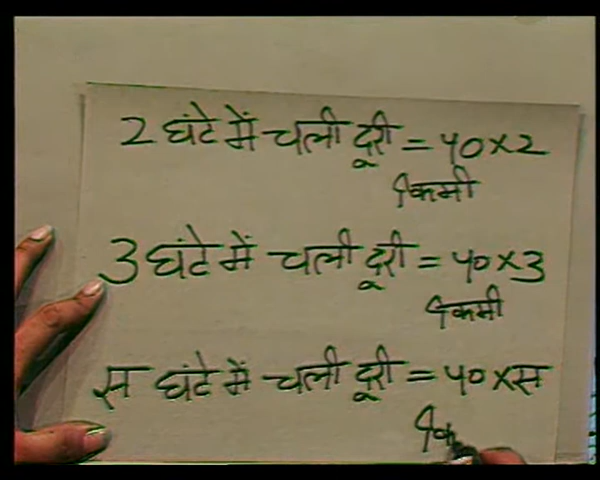 2 घंटे में चली दूरी = 40×2
किमी
3 घंटे में चली दूरी = 40×3
किमी
स घंटे में चली दूरी = 40×स
कि